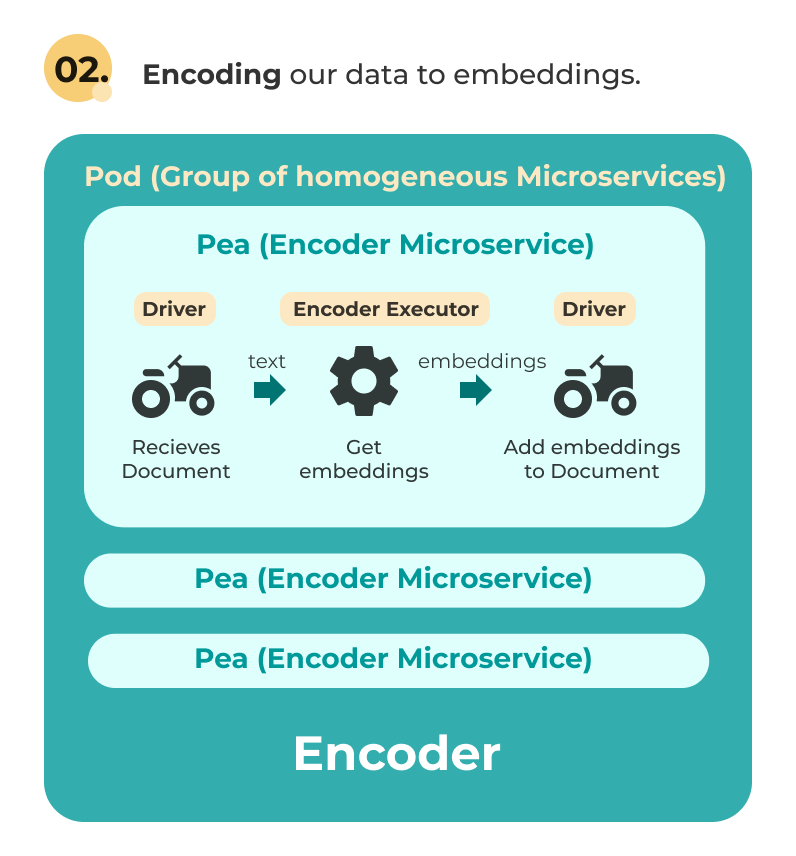 02.
Encoding our data to embeddings.
Pod (Group of homogeneous Microservices)
Pea (Encoder Microservice)
Driver
Encoder Executor
Driver
text
embeddings
Recieves
Document
Get
embeddings
Add embeddings
to Document
Pea (Encoder Microservice)
Pea (Encoder Microservice)
Encoder